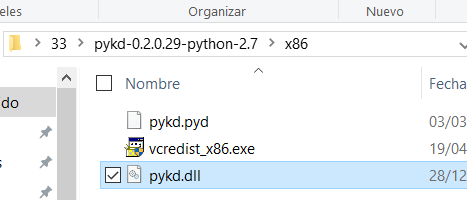 eles
Organizar
Nuevo
33 > pykd-0.2.0.29-python-2.7 > x86
Nombre
Fecha
do
pykd.pyd
03/03
vcredist_x86.exe
19/04
s
pykd.dll
28/12